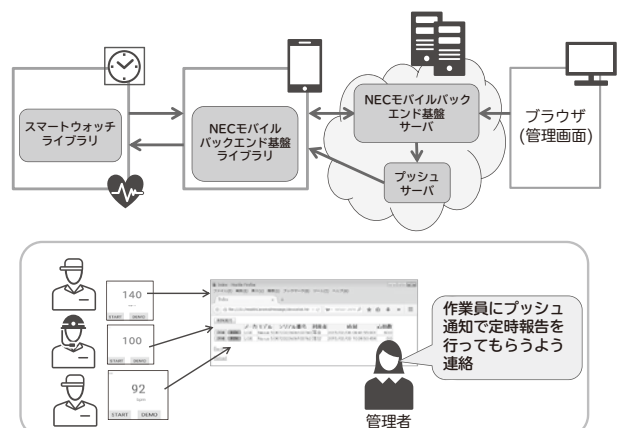 スマートウォッチ
ライブラリ
NECモバイル
バックエンド基盤
ライブラリ
NECモバイルバック
エンド基盤
サーバ
プッシュ
サーバ
ブラウザ
(管理画面)
140
START DEMO
100
START DEMO
92
bpm
START DEMO
作業員にプッシュ
通知で定時報告を
行ってもらうよう
連絡
管理者